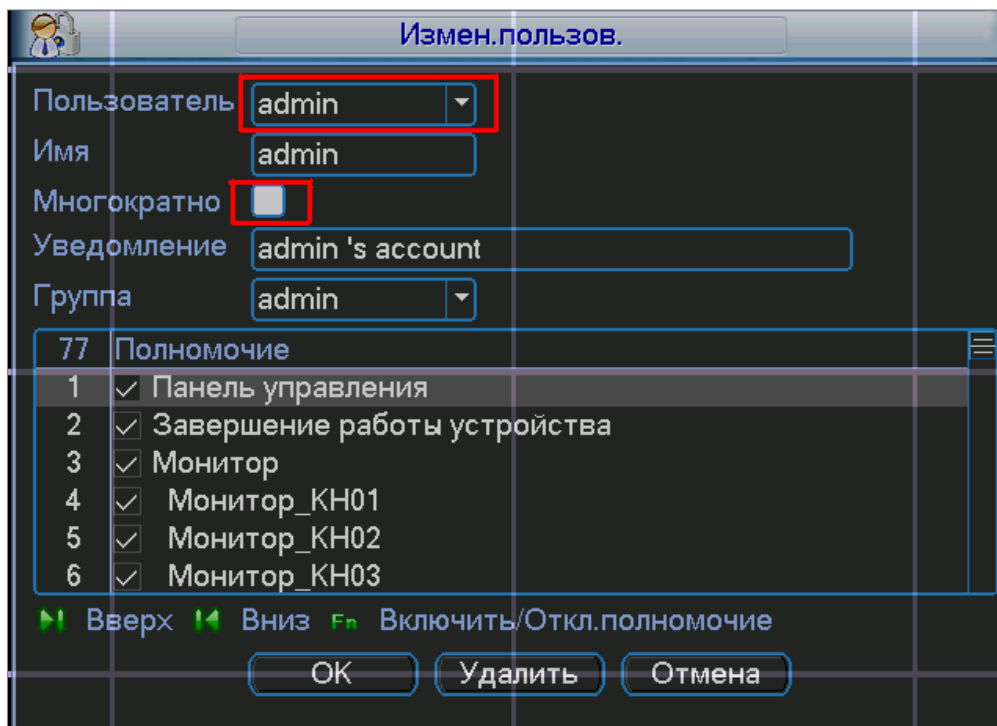 Измен.пользов.
Пользователь admin
Имя admin
Многократно
Уведомление admin 's account
Группа admin
77 Полномочие
1 Панель управления
2 Завершение работы устройства
3 Монитор
4 Монитор_КН01
5 Монитор_КН02
6 Монитор_КН03
Вверх Вниз Fn Включить/Откл.полномочие
OK Удалить Отмена